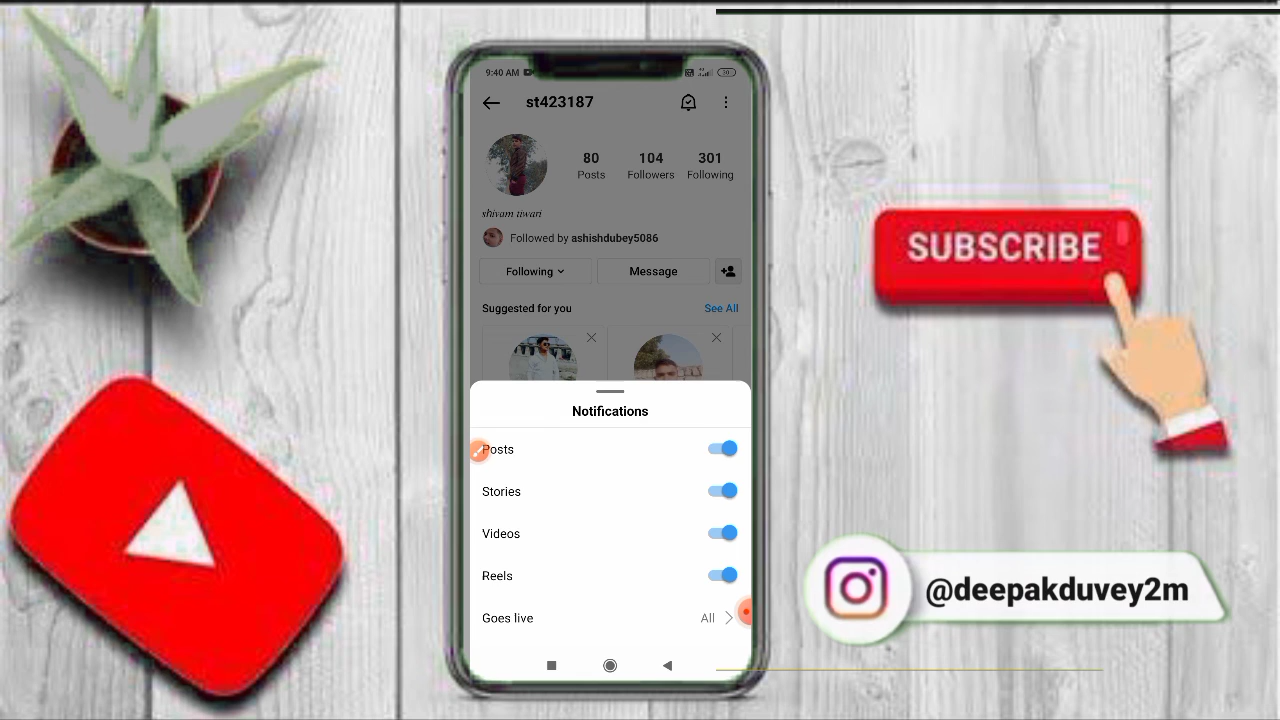 9:40 AM
st423187
80
104
301
Posts
Followers
Following
shivam tiwari
Followed by ashishdubey5086
Following
Message
Suggested for you
See All
Notifications
Posts
Stories
Videos
Reels
Goes live
All
SUBSCRIBE
@deepakduvey2m